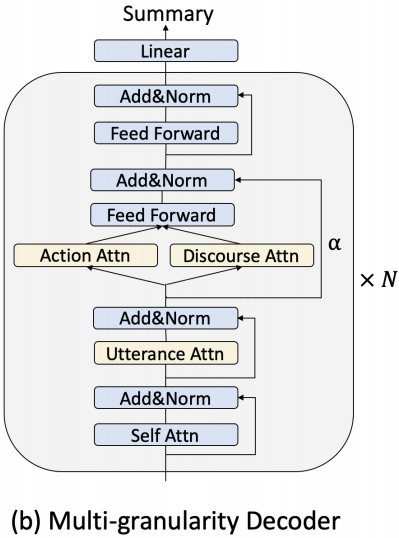 Summary
Linear
Add&Norm
Feed Forward
Add&Norm
Feed Forward
α
Action Attn
Discourse Attn
× N
Add&Norm
Utterance Attn
Add&Norm
Self Attn
(b) Multi-granularity Decoder